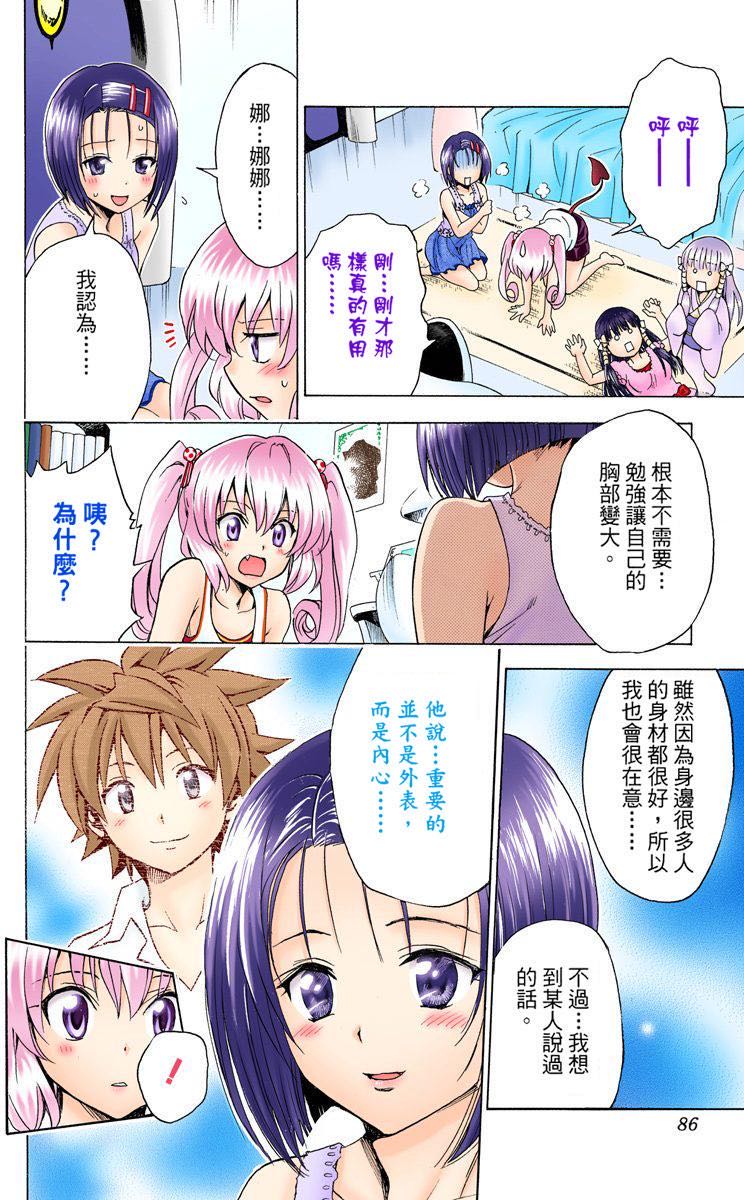 呼——
呼——
剛…剛才那
樣真的有用
嗎……
娜…娜娜……
我認為……
根本不需要…
勉強讓自己的
胸部變大。
咦？
為什麼？
雖然因為身邊很多人
的身材都很好，所以
我也會很在意……
不過…我想
到某人說過
的話。
他說…重要的
並不是外表，
而是內心……
！
86